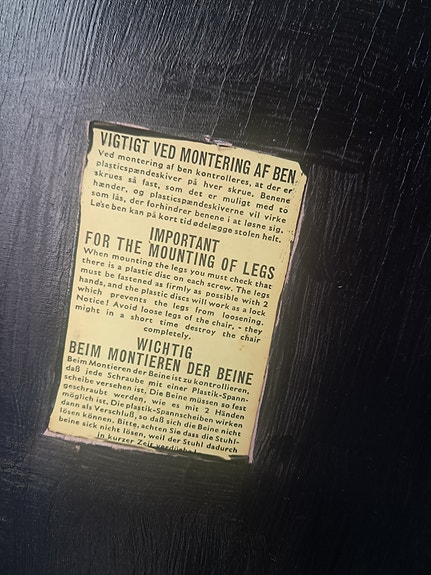 VIGTIGT VED MONTERING AF BEN
Ved montering af ben kontrolleres, at der er
plasticspændeskiver på hver skrue. Benene
skrues så fast, som det er muligt med to
hænder, og plasticspændeskiverne vil virke
som lås, der forhindrer benene i at løsne sig.
Løse ben kan på kort tid ødelægge stolen helt.
IMPORTANT
FOR THE MOUNTING OF LEGS
When mounting the legs you must check that
there is a plastic disc on each screw. The legs
must be fastened as firmly as possible with 2
hands, and the plastic discs will work as a lock
which prevents the legs from loosening.
Notice! Avoid loose legs of the chair, - they
might in a short time destroy the chair
completely.
WICHTIG
BEIM MONTIEREN DER BEINE
Beim Montieren der Beine ist zu kontrollieren,
daß jede Schraube mit einer Plastik-Spann-
scheibe versehen ist. Die Beine müssen so fest
geschraubt werden, wie es mit 2 Händen
möglich ist. Die plastik-Spannscheiben wirken
dann als Verschluß, so daß sich die Beine nicht
lösen können. Bitte, achten Sie dass die Stuhl-
beine sick nicht lösen, weil der Stuhl dadurch
in kurzer Zeit